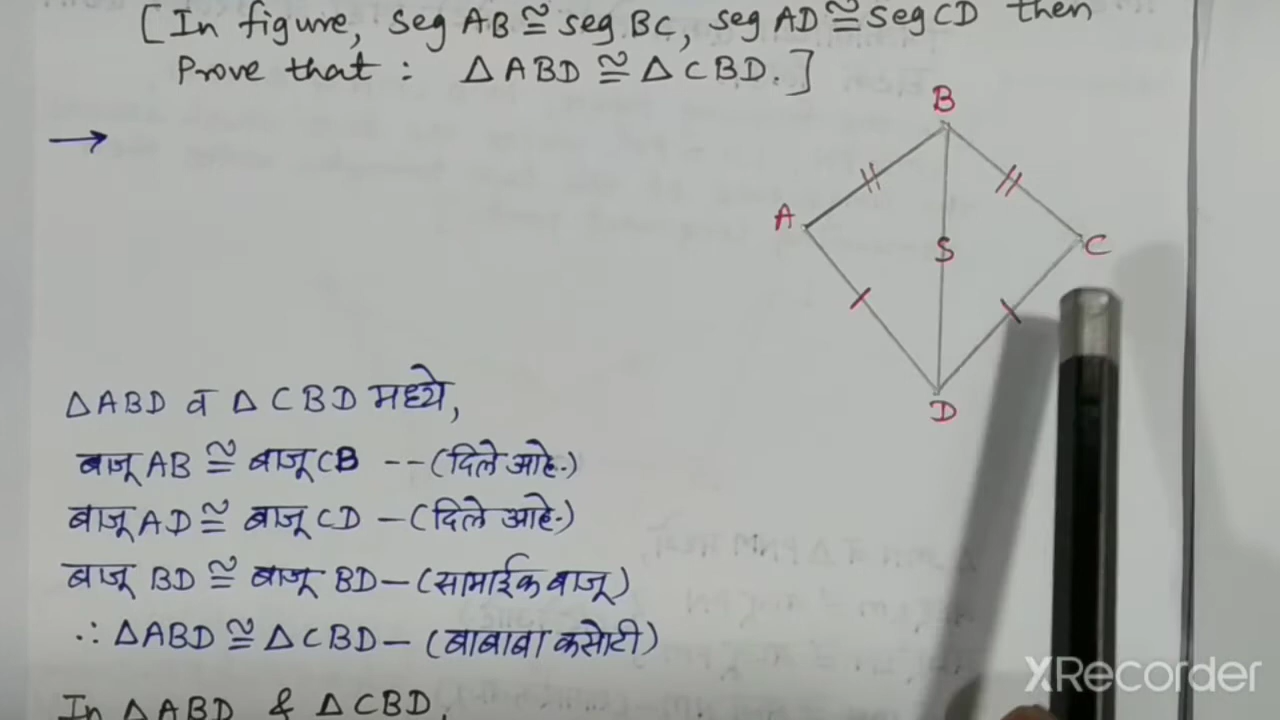 [In figure, seg AB ≅ seg BC, seg AD ≅ seg CD then
Prove that : △ABD ≅ △CBD.]
→
B
A
S
C
D
△ABD व △CBD मध्ये,
बाजू AB ≅ बाजू CB --(दिले आहे.)
बाजू AD ≅ बाजू CD –(दिले आहे.)
बाजू BD ≅ बाजू BD –(सामाईक बाजू)
∴ △ABD ≅ △CBD – (बाबाबा कसोटी)
In △ABD & △CBD,
XRecorder